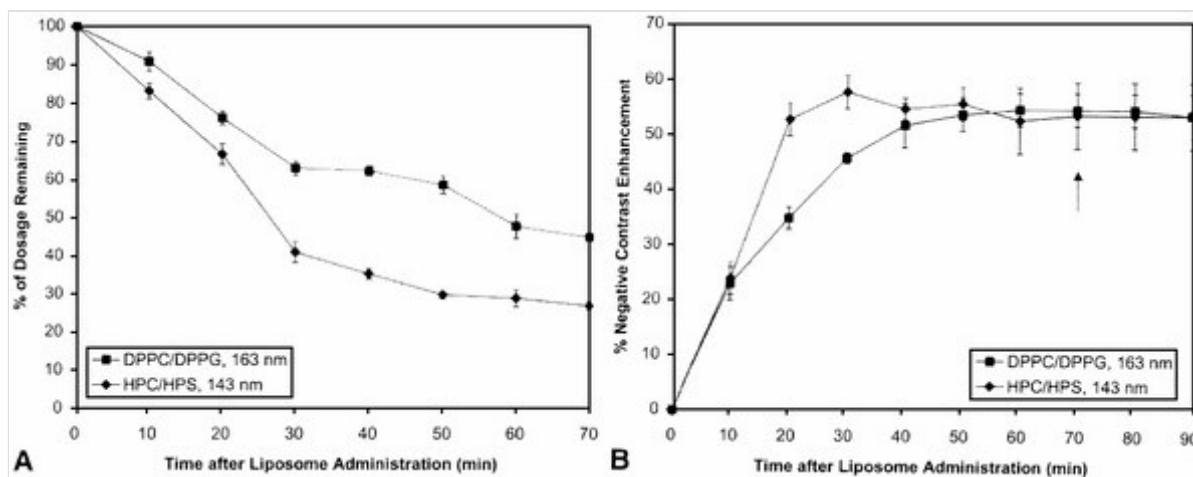 100
90
80
70
60
50
40
30
20
10
0
% of Dosage Remaining
DPPC/DPPG, 163 nm
HPC/HPS, 143 nm
0 10 20 30 40 50 60 70
Time after Liposome Administration (min)
A
70
60
50
40
30
20
10
0
% Negative Contrast Enhancement
DPPC/DPPG, 163 nm
HPC/HPS, 143 nm
0 10 20 30 40 50 60 70 80 90
Time after Liposome Administration (min)
B